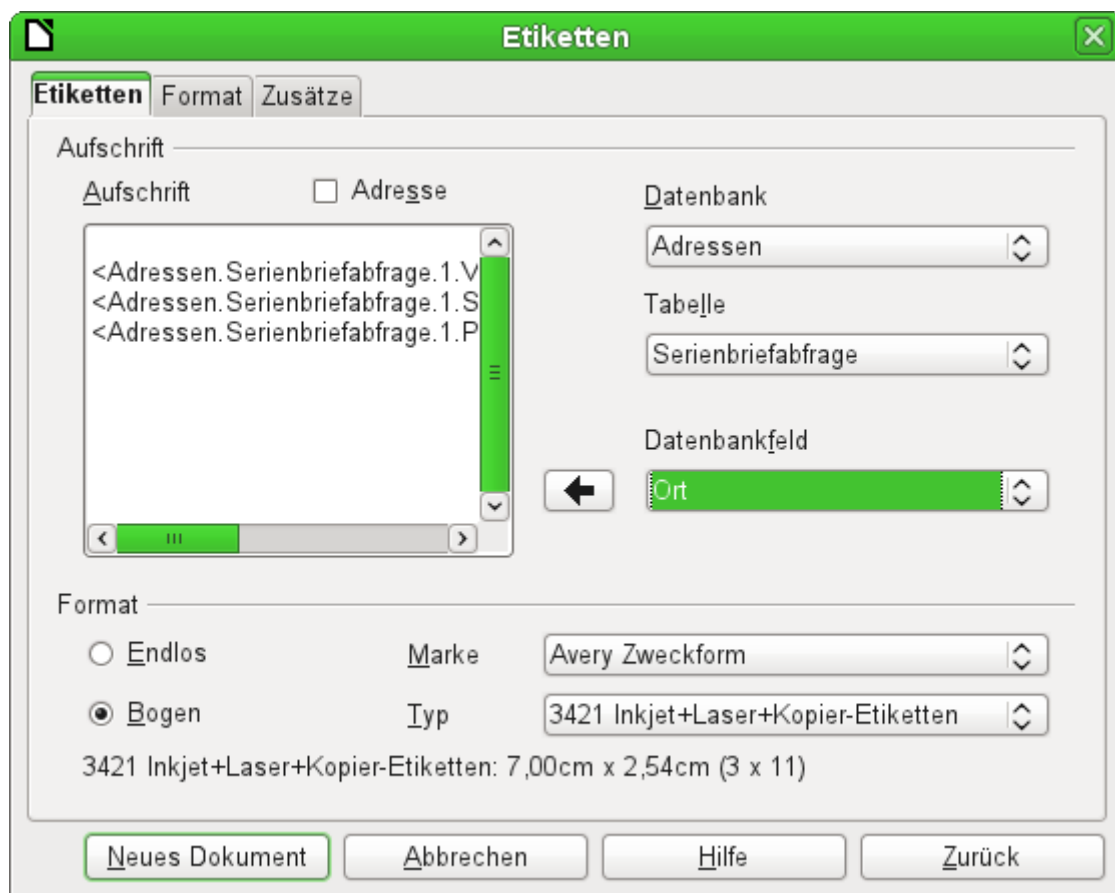 Etiketten
Etiketten Format Zusätze
Aufschrift
Aufschrift Adresse
<Adressen.Serienbriefabfrage.1.V
<Adressen.Serienbriefabfrage.1.S
<Adressen.Serienbriefabfrage.1.P
Datenbank
Adressen
Tabelle
Serienbriefabfrage
Datenbankfeld
Ort
Format
Endlos
Marke
Avery Zweckform
Bogen
Typ
3421 Inkjet+Laser+Kopier-Etiketten
3421 Inkjet+Laser+Kopier-Etiketten: 7,00cm x 2,54cm (3 x 11)
Neues Dokument Abbrechen Hilfe Zurück